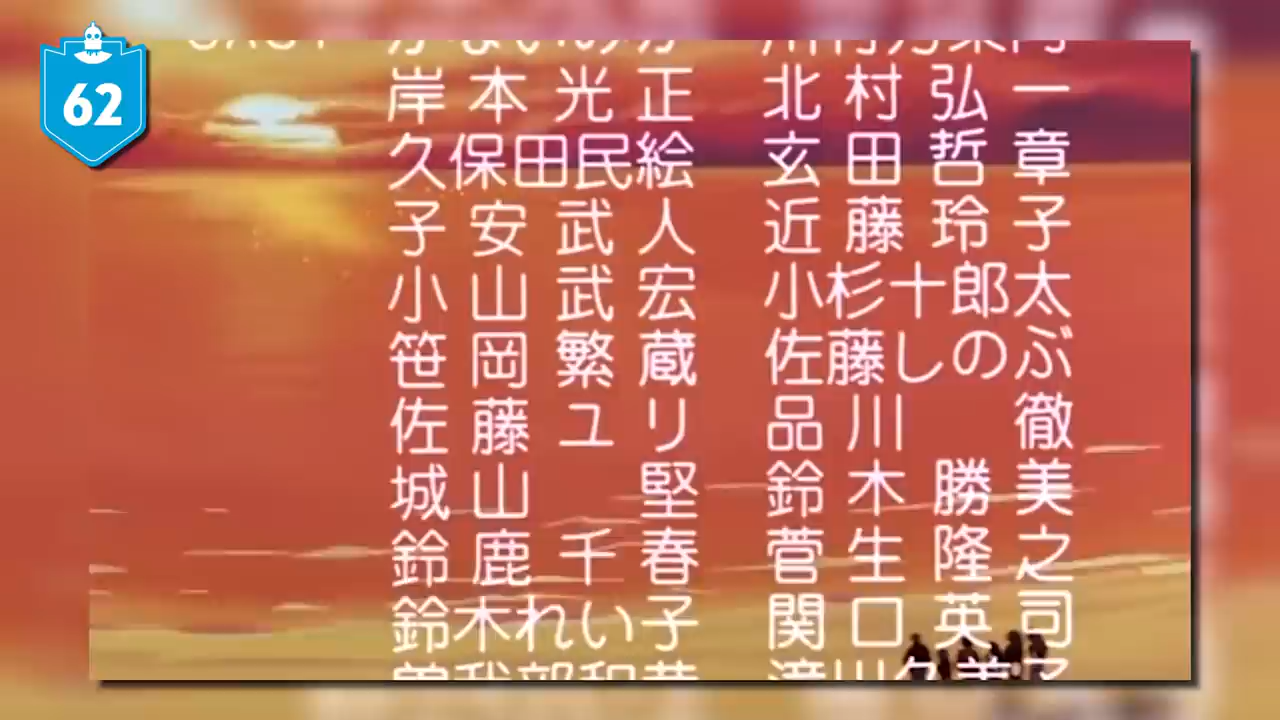 62
岸本光正 北村弘一
久保田民絵 玄田哲章
子安武人 近藤玲子
小山武宏 小杉十郎太
笹岡繁蔵 佐藤しのぶ
佐藤ユリ 品川 徹
城山 堅 鈴木勝美
鈴鹿千春 菅生隆之
鈴木れい子 関口英司